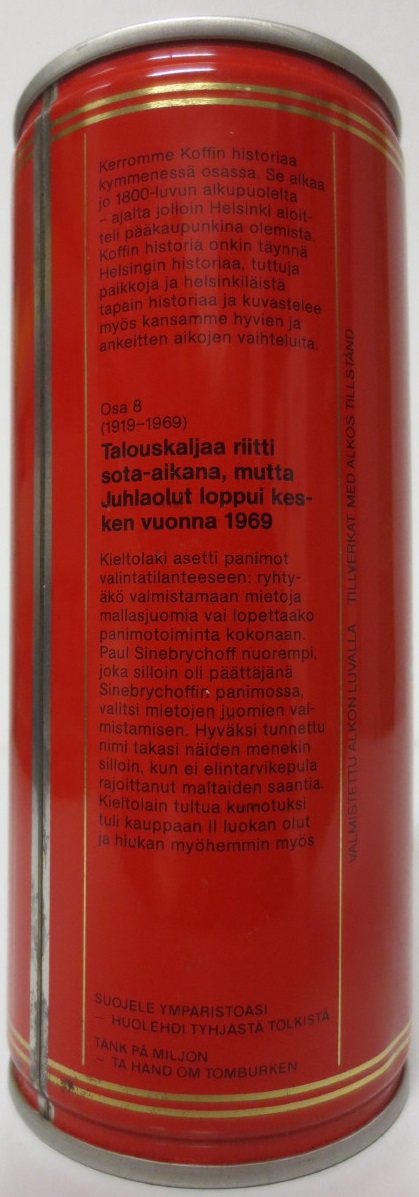 Kerromme Koffin historiaa
kymmenessä osassa. Se alkaa
jo 1800-luvun alkupuolelta
– ajalta jolloin Helsinki aloit-
teli pääkaupunkina olemista.
Koffin historia onkin täynnä
Helsingin historiaa, tuttuja
paikkoja ja helsinkiläistä
tapain historiaa ja kuvastelee
myös kansamme hyvien ja
ankeitten aikojen vaihteluita.
Osa 8
(1919–1969)
Talouskaljaa riitti
sota-aikana, mutta
Juhlaolut loppui kes-
ken vuonna 1969
Kieltolaki asetti panimot
valintatilanteeseen: ryhty-
äkö valmistamaan mietoja
mallasjuomia vai lopettaako
panimotoiminta kokonaan.
Paul Sinebrychoff nuorempi,
joka silloin oli päättäjänä
Sinebrychoffin panimossa,
valitsi mietojen juomien val-
mistamisen. Hyväksi tunnettu
nimi takasi näiden menekin
silloin, kun ei elintarvikepula
rajoittanut maltaiden saantia.
Kieltolain tultua kumotuksi
tuli kauppaan II luokan olut
ja hiukan myöhemmin myös
SUOJELE YMPÄRISTÖÄSI
– HUOLEHDI TYHJÄSTÄ TÖLKISTÄ
TÄNK PÅ MILJÖN
– TA HAND OM TOMBURKEN
VALMISTETTU ALKON LUVALLA TILLVERKAT MED ALKOS TILLSTÅND